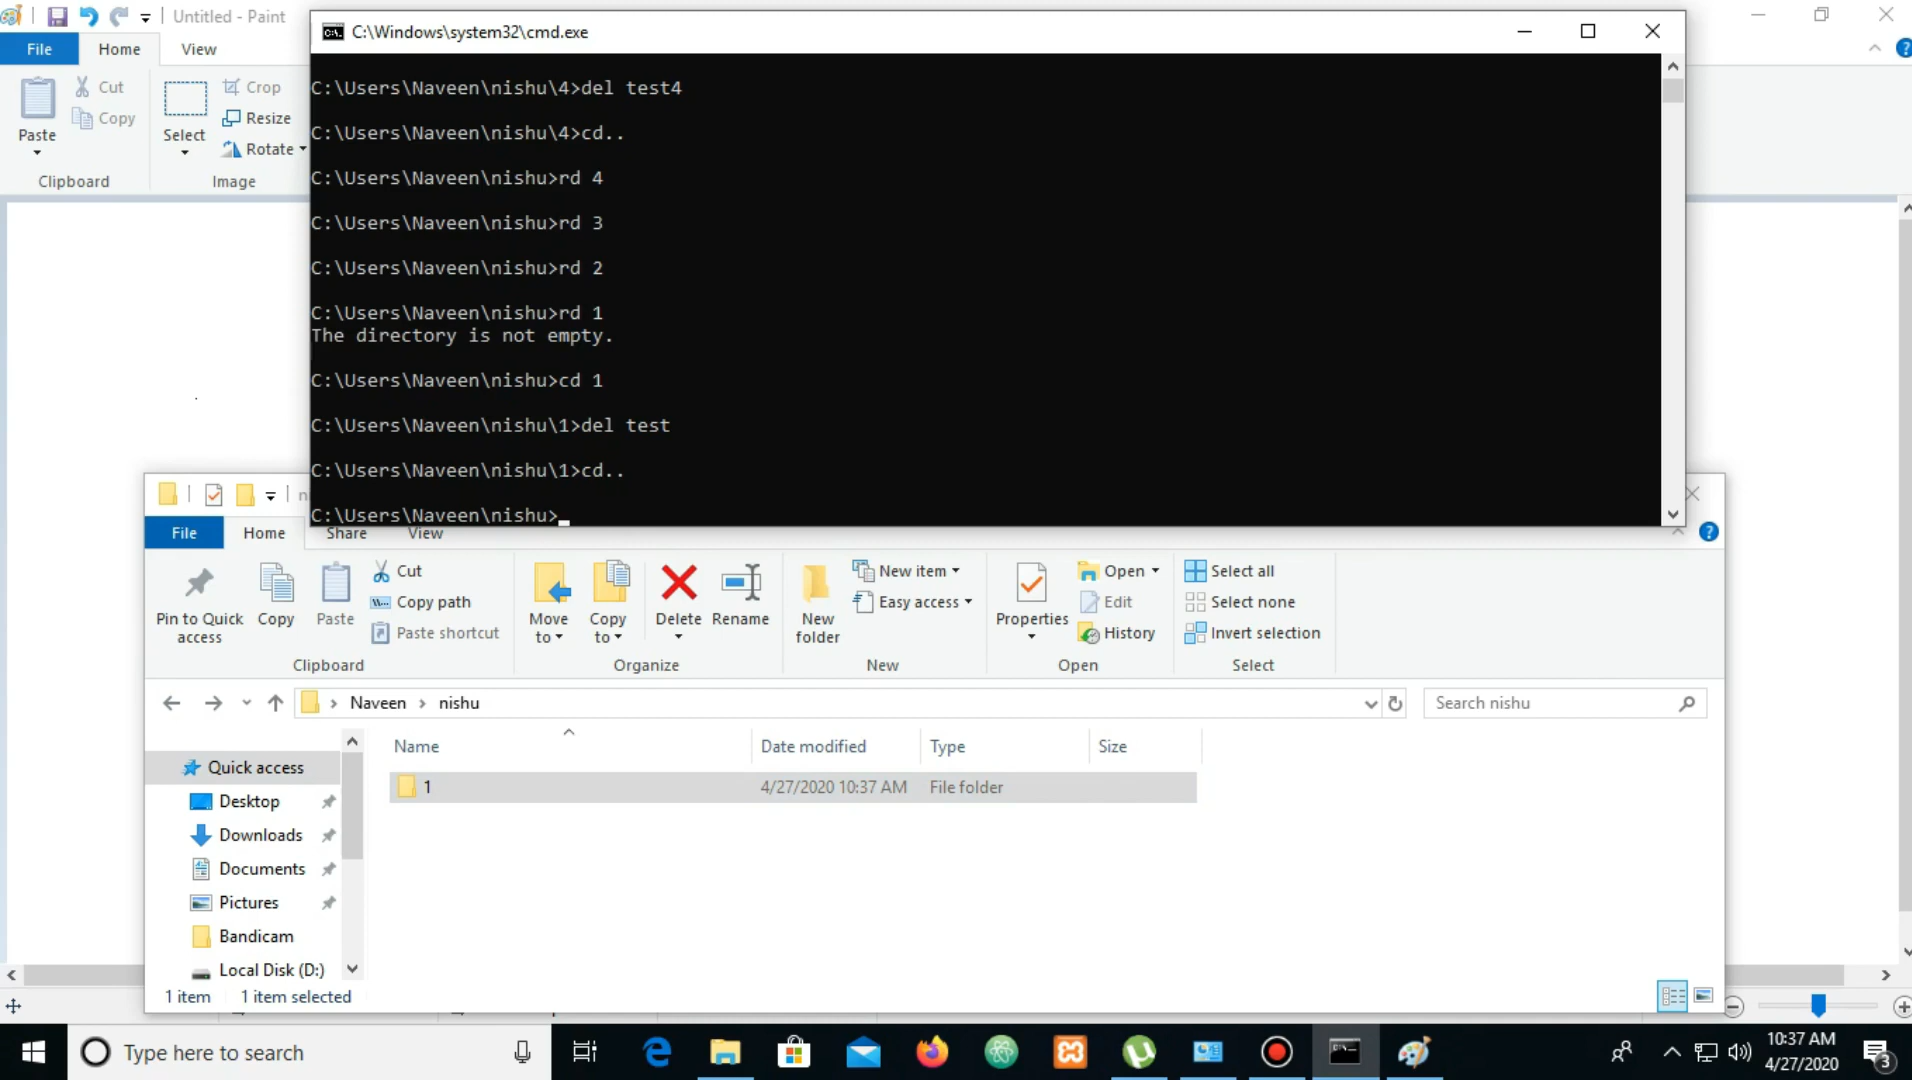 Untitled - Paint
C:\Windows\system32\cmd.exe
File
Home
View
Cut
Crop
Copy
Resize
Paste
Select
Rotate
Clipboard
Image
C:\Users\Naveen\nishu\4>del test4
C:\Users\Naveen\nishu\4>cd..
C:\Users\Naveen\nishu>rd 4
C:\Users\Naveen\nishu>rd 3
C:\Users\Naveen\nishu>rd 2
C:\Users\Naveen\nishu>rd 1
The directory is not empty.
C:\Users\Naveen\nishu>cd 1
C:\Users\Naveen\nishu\1>del test
C:\Users\Naveen\nishu\1>cd..
C:\Users\Naveen\nishu>
File
Home
Share
View
Pin to Quick access
Copy
Paste
Cut
Copy path
Paste shortcut
Move to
Copy to
Delete
Rename
New folder
New item
Easy access
Properties
Open
Edit
History
Select all
Select none
Invert selection
Clipboard
Organize
New
Open
Select
Naveen
nishu
Search nishu
Name
Date modified
Type
Size
1
4/27/2020 10:37 AM
File folder
Quick access
Desktop
Downloads
Documents
Pictures
Bandicam
Local Disk (D:)
1 item
1 item selected
Type here to search
10:37 AM
4/27/2020
3